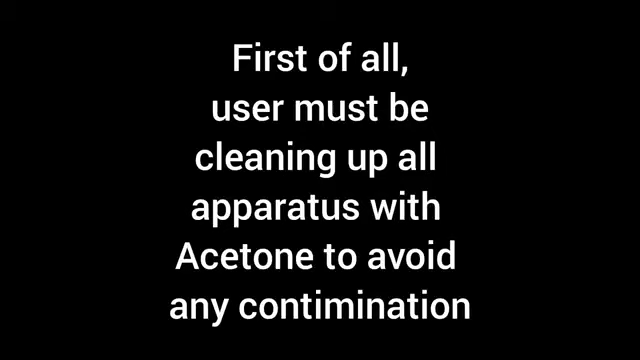 First of all,
user must be
cleaning up all
apparatus with
Acetone to avoid
any contimination